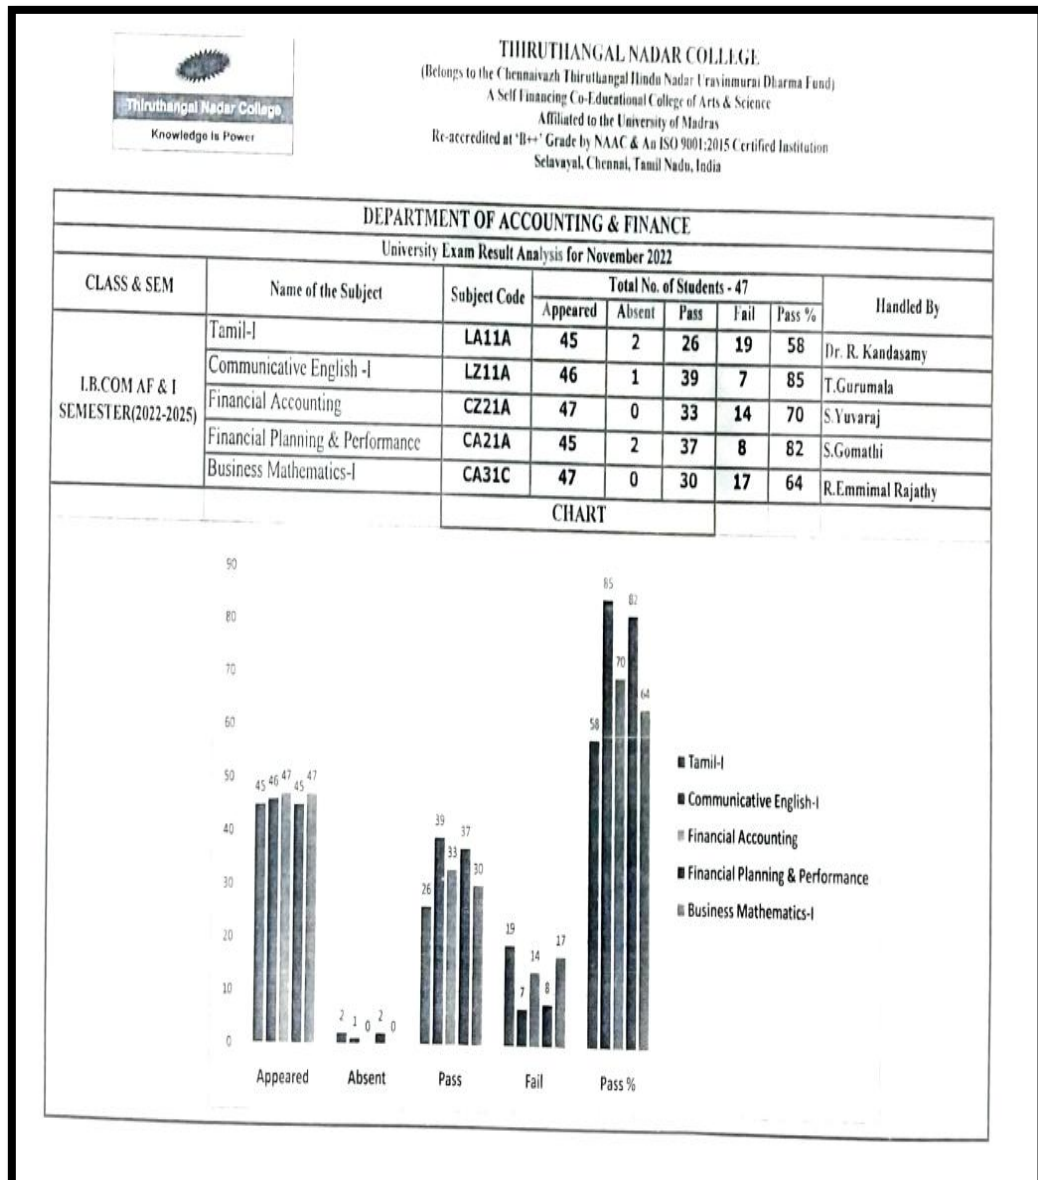 Thiruthangal Nadar College
Knowledge Is Power
THIRUTHANGAL NADAR COLLEGE
(Belongs to the Chennaivazh Thiruthangal Hindu Nadar Uravinmurai Dharma Fund)
A Self Financing Co-Educational College of Arts & Science
Affiliated to the University of Madras
Re-accredited at 'B++' Grade by NAAC & An ISO 9001:2015 Certified Institution
Selavayal, Chennai, Tamil Nadu, India
DEPARTMENT OF ACCOUNTING & FINANCE
University Exam Result Analysis for November 2022
CLASS & SEM Name of the Subject Subject Code Total No. of Students - 47 Handled By
Appeared Absent Pass Fail Pass %
I.B.COM AF & I
SEMESTER(2022-2025)
Tamil-I LA11A 45 2 26 19 58 Dr. R. Kandasamy
Communicative English -I LZ11A 46 1 39 7 85 T.Gurumala
Financial Accounting CZ21A 47 0 33 14 70 S.Yuvaraj
Financial Planning & Performance CA21A 45 2 37 8 82 S.Gomathi
Business Mathematics-I CA31C 47 0 30 17 64 R.Emmimal Rajathy
CHART
90
80
70
60
50
40
30
20
10
0
45 46 47 45 47
2 1 0 2 0
26 39 33 37 30
19 7 14 8 17
58 85 70 82 64
Appeared Absent Pass Fail Pass %
Tamil-I
Communicative English-I
Financial Accounting
Financial Planning & Performance
Business Mathematics-I